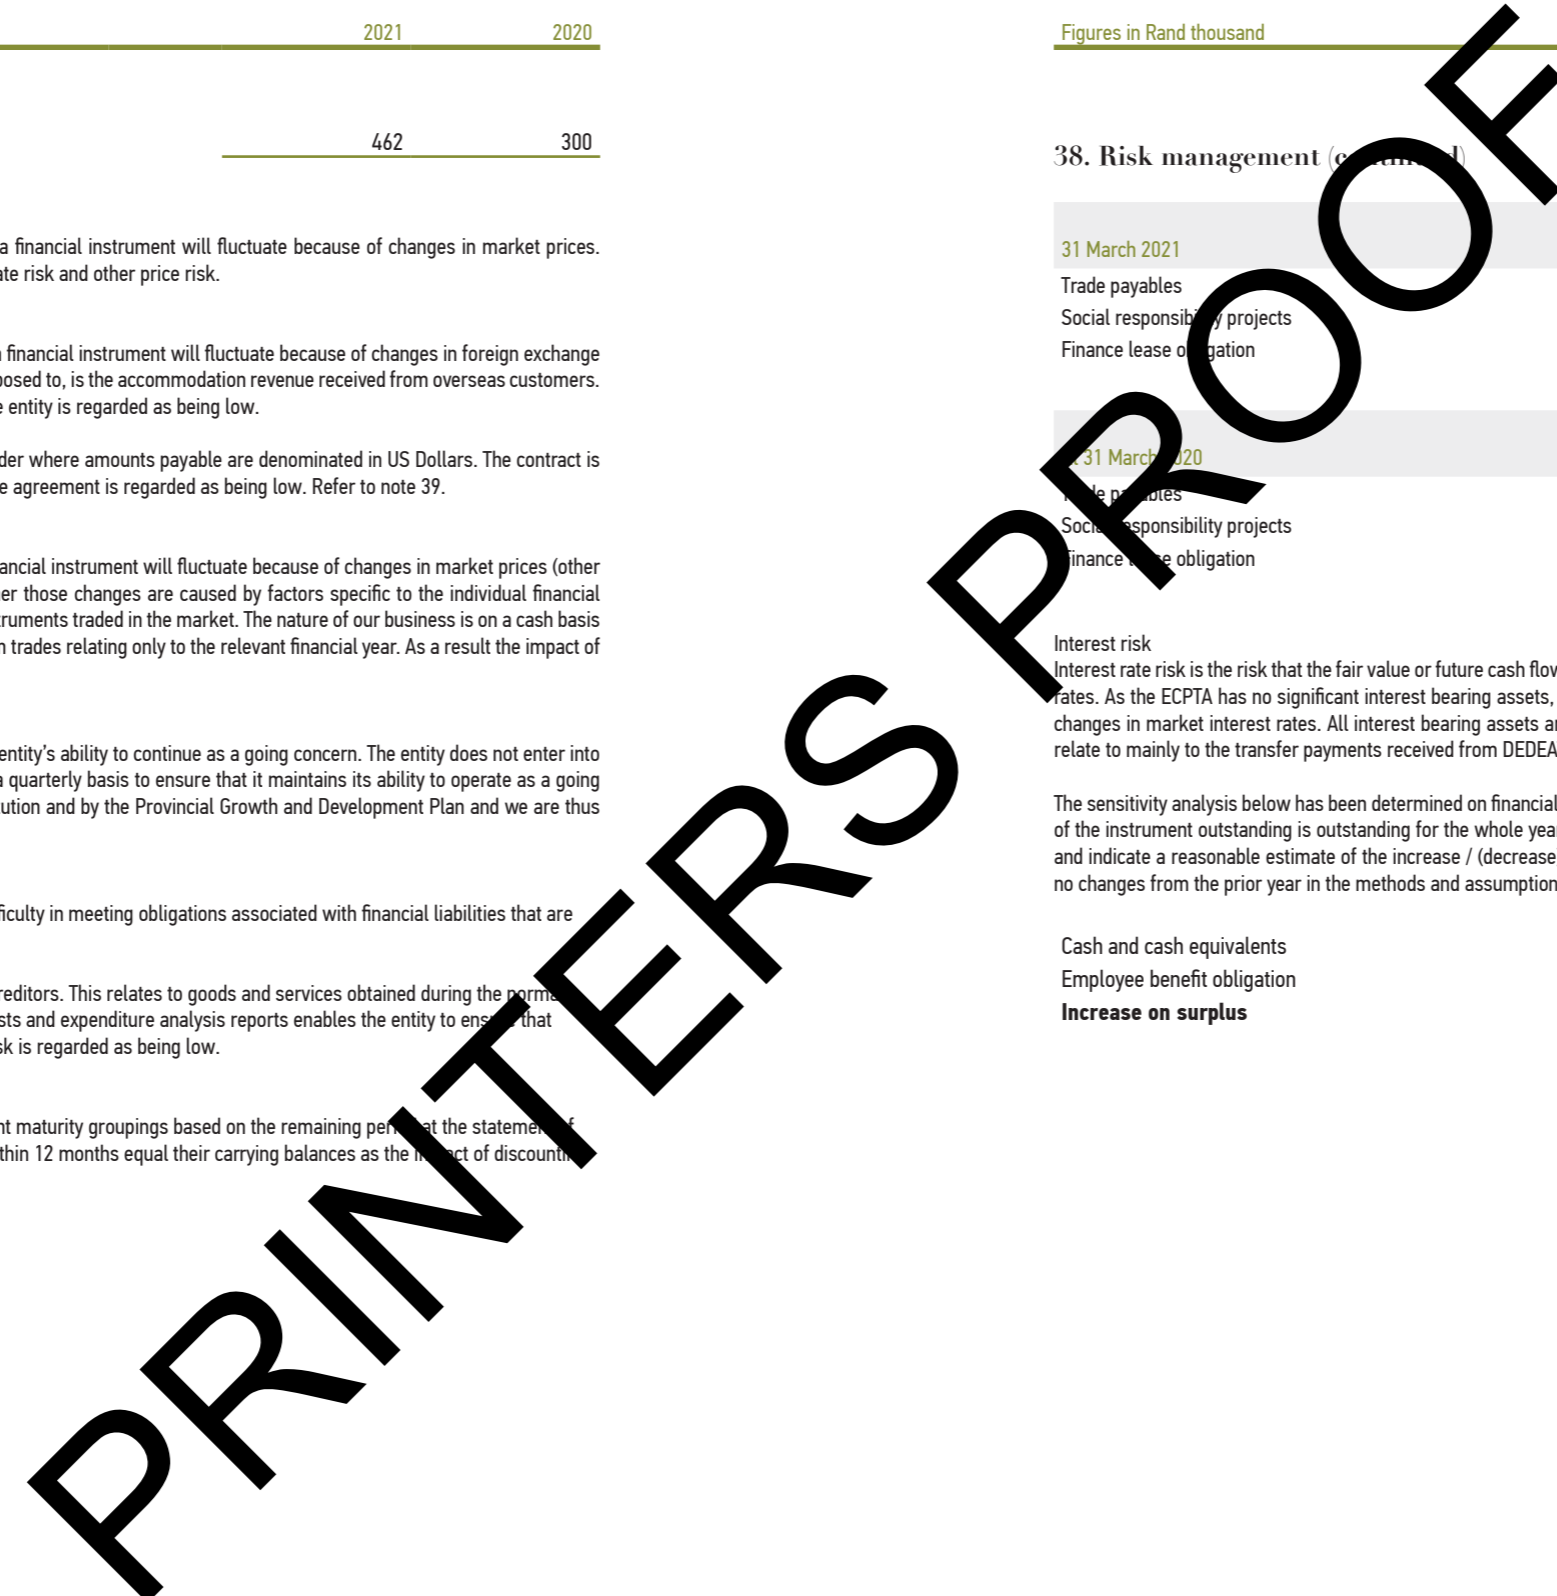 2021 2020
462 300
a financial instrument will fluctuate because of changes in market prices.
ate risk and other price risk.
financial instrument will fluctuate because of changes in foreign exchange
posed to, is the accommodation revenue received from overseas customers.
e entity is regarded as being low.
der where amounts payable are denominated in US Dollars. The contract is
e agreement is regarded as being low. Refer to note 39.
ancial instrument will fluctuate because of changes in market prices (other
er those changes are caused by factors specific to the individual financial
truments traded in the market. The nature of our business is on a cash basis
n trades relating only to the relevant financial year. As a result the impact of
entity's ability to continue as a going concern. The entity does not enter into
a quarterly basis to ensure that it maintains its ability to operate as a going
ution and by the Provincial Growth and Development Plan and we are thus
ficulty in meeting obligations associated with financial liabilities that are
reditors. This relates to goods and services obtained during the
sts and expenditure analysis reports enables the entity to that
sk is regarded as being low.
nt maturity groupings based on the remaining at the
thin 12 months equal their carrying balances as the of
Figures in Rand thousand
38. Risk management
31 March 2021
Trade payables
Social projects
Finance lease
31 March
Social responsibility projects
obligation
Interest risk
Interest rate risk is the risk that the fair value or future cash flow
rates. As the ECPTA has no significant interest bearing assets,
changes in market interest rates. All interest bearing assets ar
relate to mainly to the transfer payments received from DEDEA
The sensitivity analysis below has been determined on financial
of the instrument outstanding is outstanding for the whole year
and indicate a reasonable estimate of the increase / (decrease
no changes from the prior year in the methods and assumption
Cash and cash equivalents
Employee benefit obligation
Increase on surplus
PRINTERS PROOF